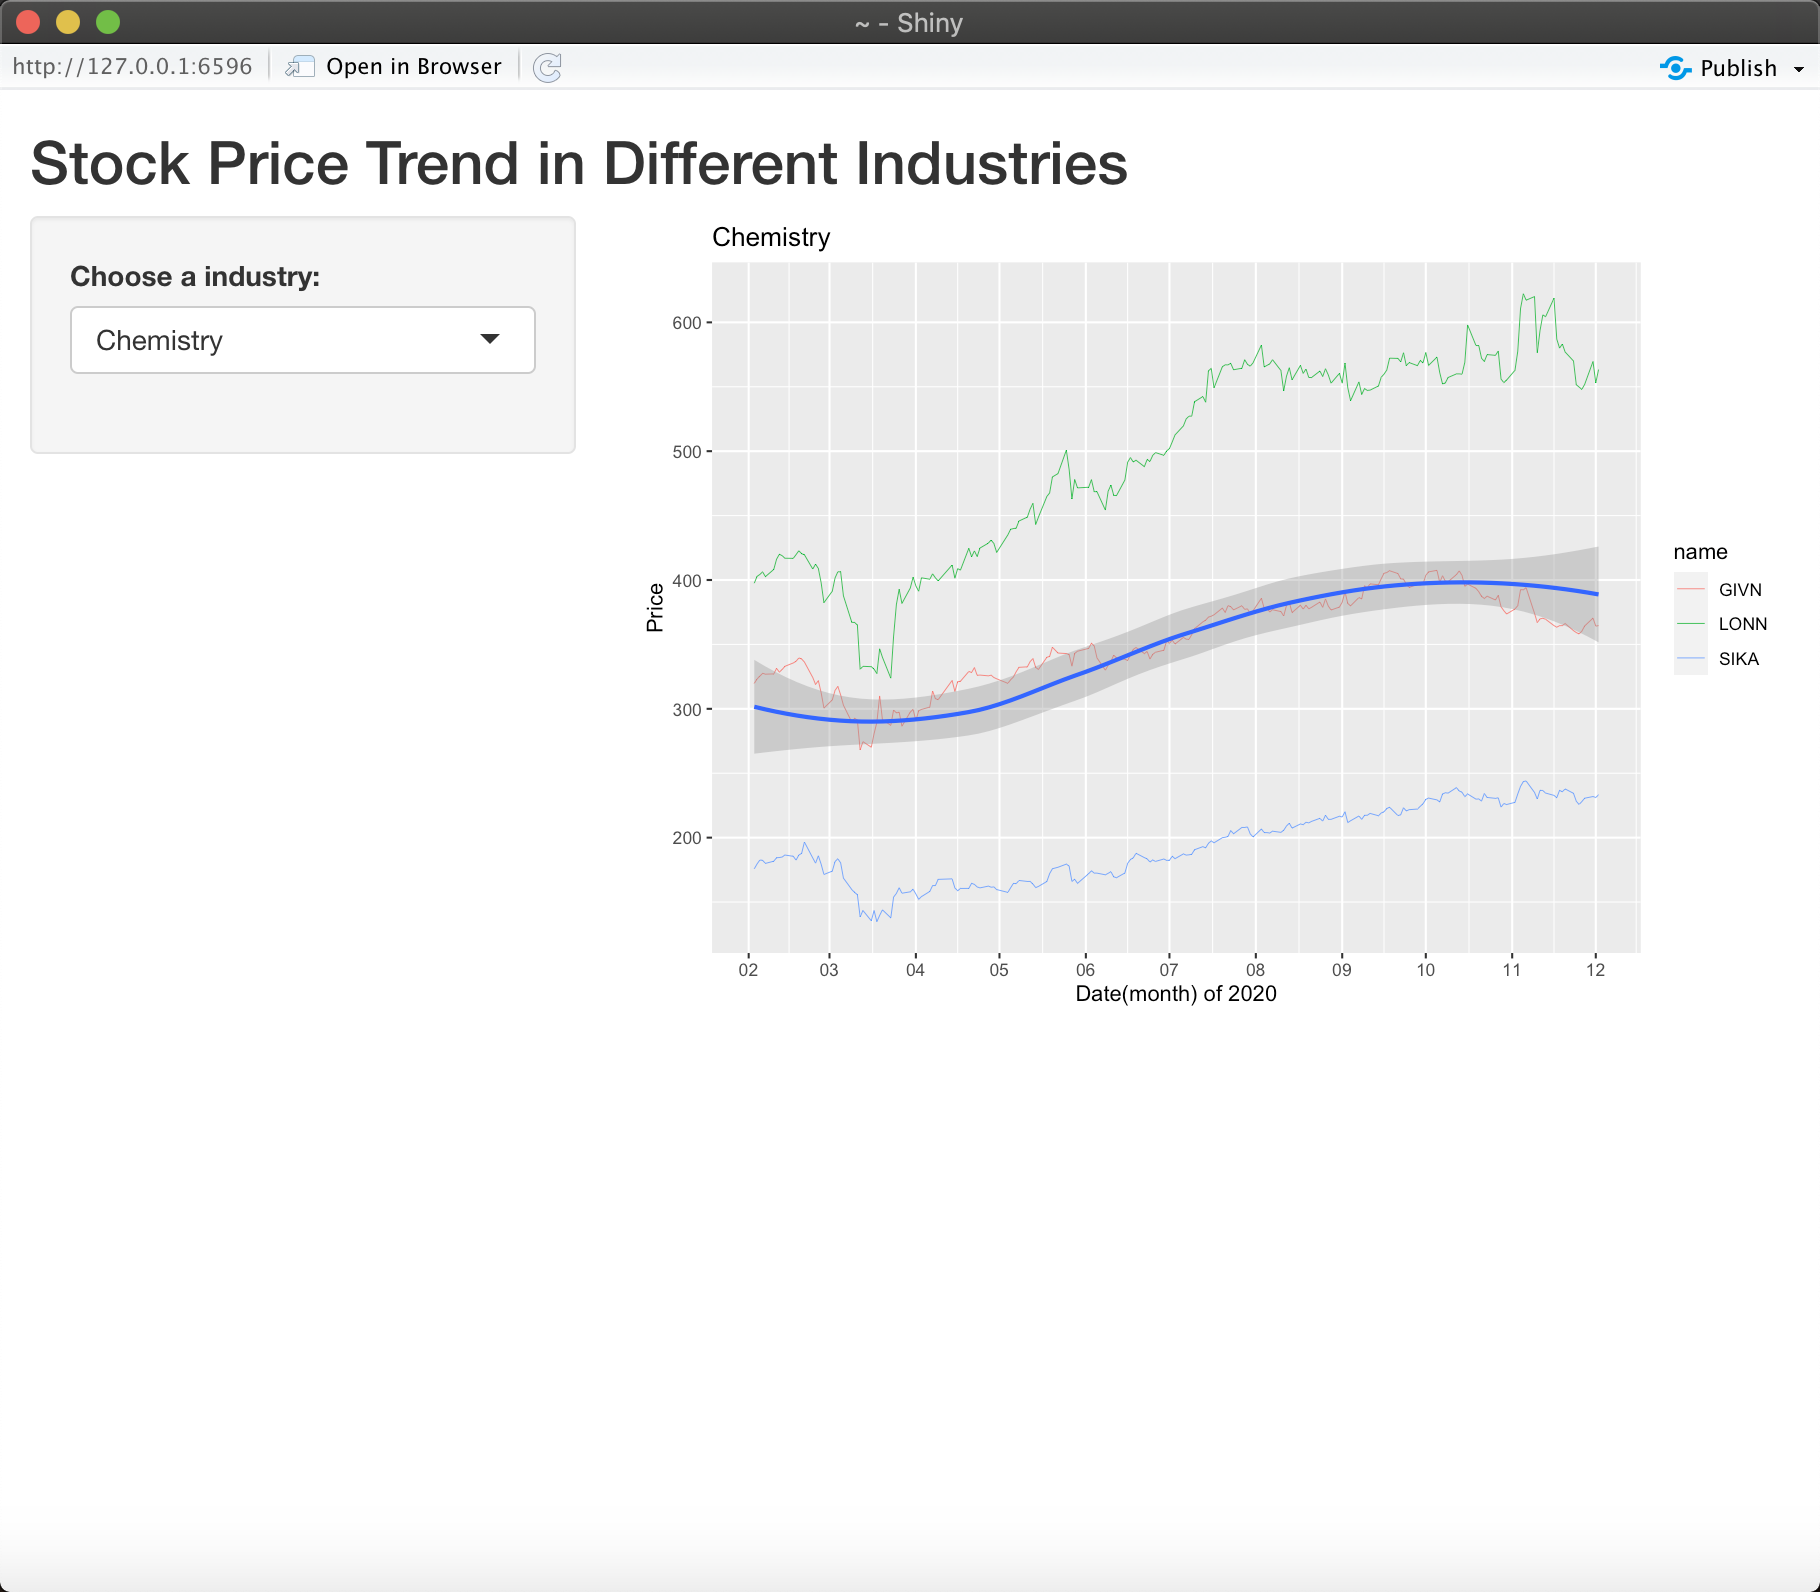 ~ - Shiny
http://127.0.0.1:6596
Open in Browser
Publish
Stock Price Trend in Different Industries
Choose a industry:
Chemistry
Chemistry
600
500
400
300
200
Price
02 03 04 05 06 07 08 09 10 11 12
Date(month) of 2020
name
GIVN
LONN
SIKA